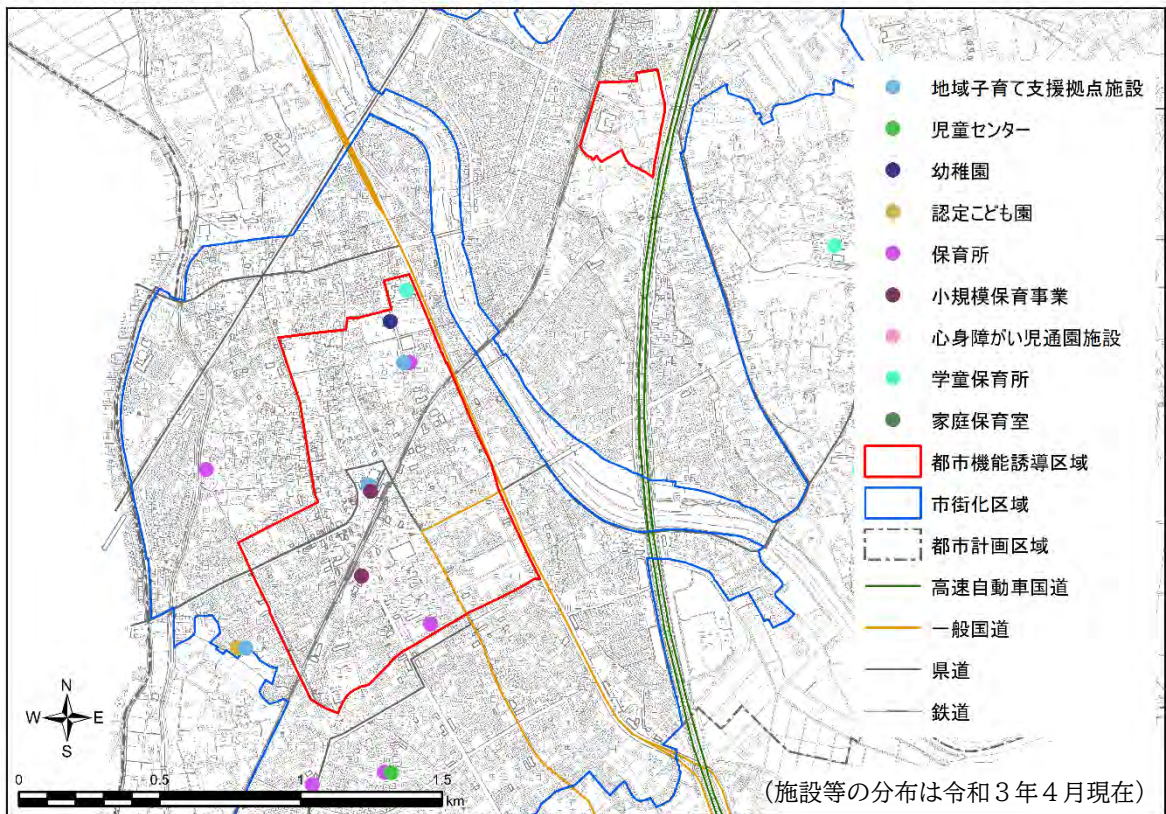 地域子育て支援拠点施設
児童センター
幼稚園
認定こども園
保育所
小規模保育事業
心身障がい児通園施設
学童保育所
家庭保育室
都市機能誘導区域
市街化区域
都市計画区域
高速自動車国道
一般国道
県道
鉄道
N
W E
S
0 0.5 1 1.5
km
(施設等の分布は令和3年4月現在)